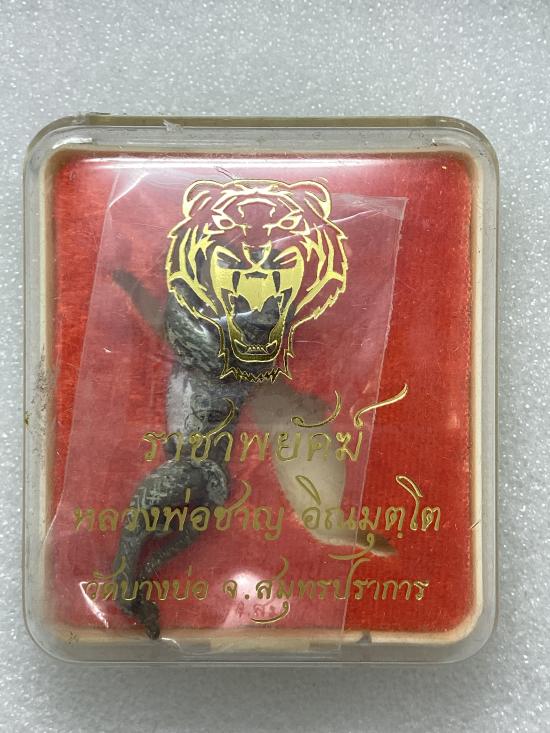 ราชาพยัคฆ์
หลวงพ่อชาญ อิณมุตฺโต
วัดบางบ่อ จ.สมุทรปราการ